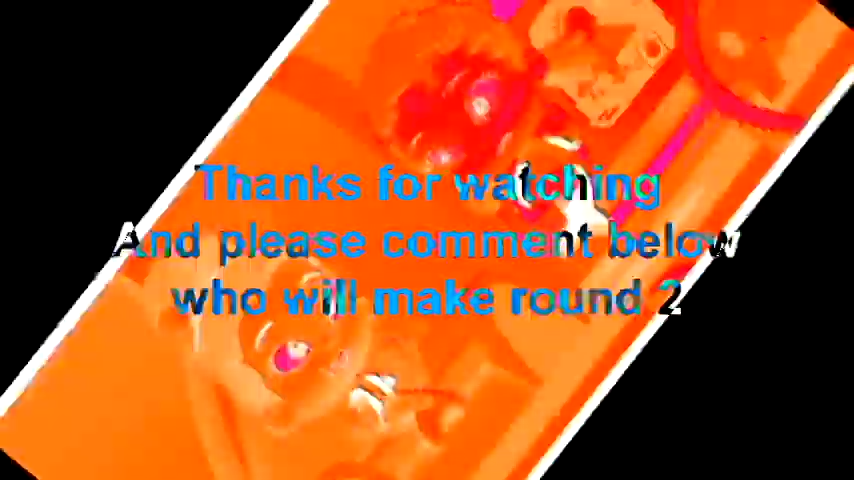 Thanks for watching
And please comment below
who will make round 2